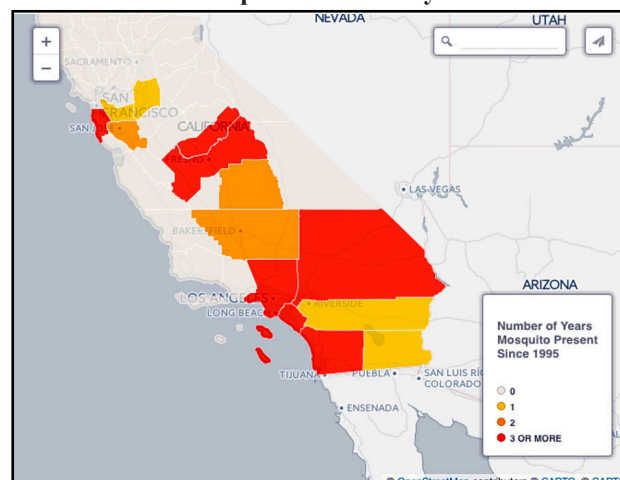 NEVADA
UTAH
+
−
SACRAMENTO
SAN
FRANCISCO
SAN JOSE
CALIFORNIA
FRESNO
LAS VEGAS
BAKERSFIELD
ARIZONA
LOS ANGELES
RIVERSIDE
LONG BEAC
Number of Years
Mosquito Present
Since 1995
0
1
2
3 OR MORE
TIJUANA
PUEBLA
SAN LUIS RÍO
COLORADO
ENSENADA
© OpenStreetMap contributors © CARTO, © CART